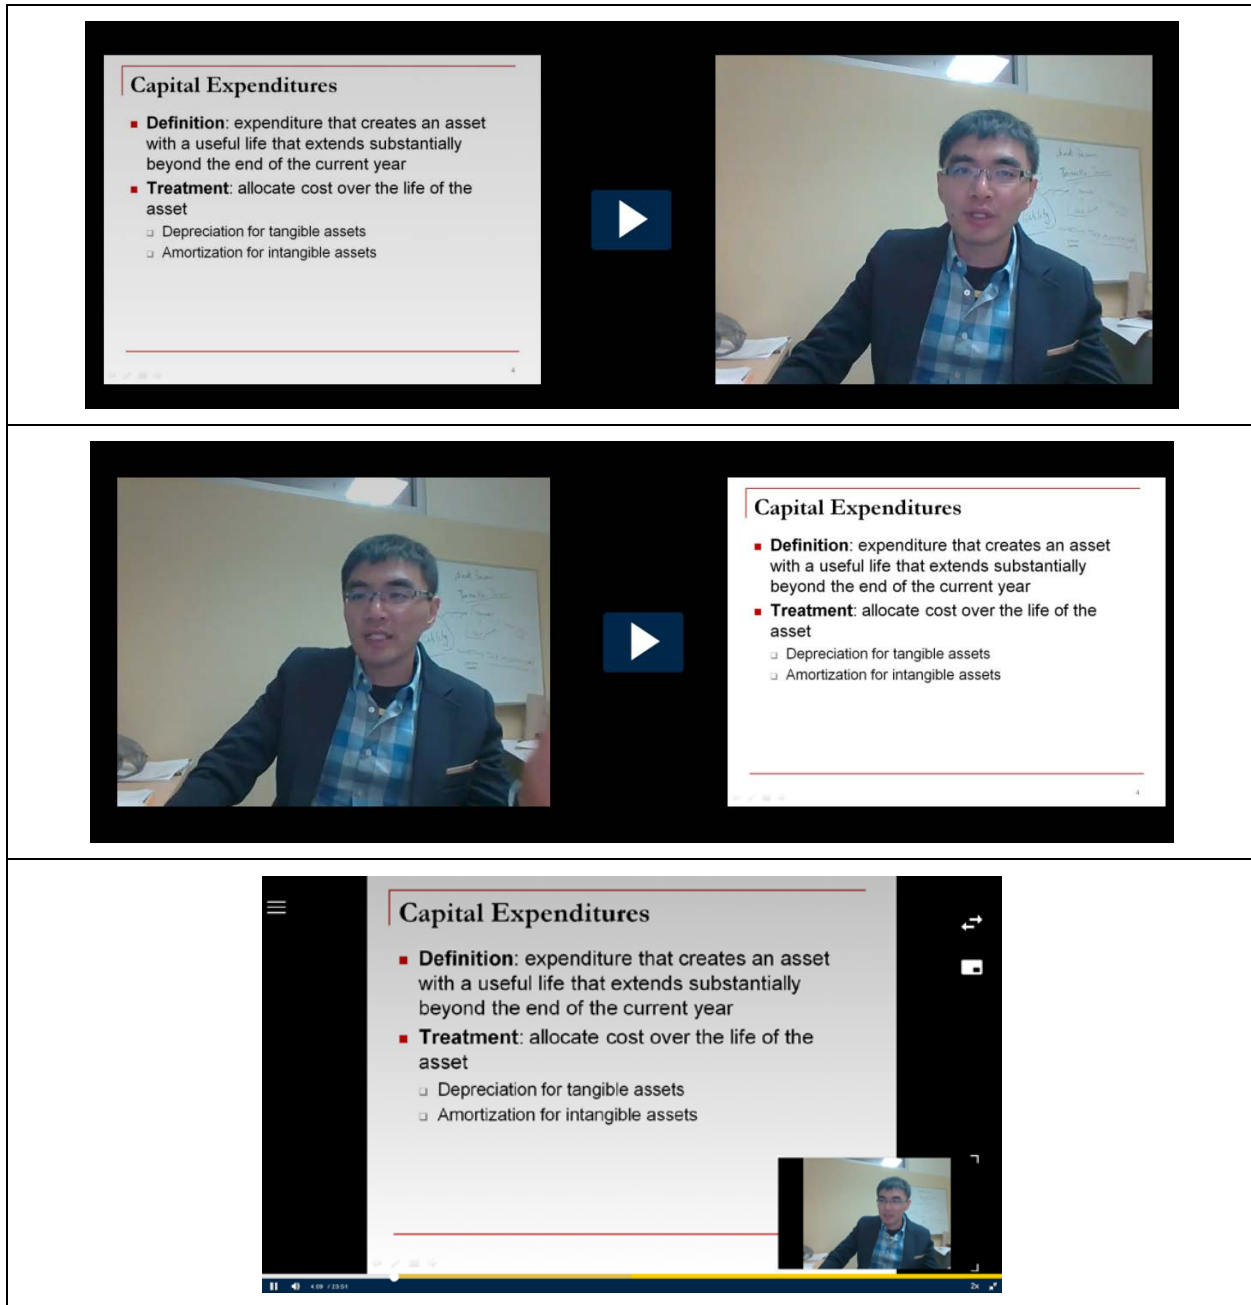 Capital Expenditures
■ Definition: expenditure that creates an asset
with a useful life that extends substantially
beyond the end of the current year
■ Treatment: allocate cost over the life of the
asset
❑ Depreciation for tangible assets
❑ Amortization for intangible assets
4
Capital Expenditures
■ Definition: expenditure that creates an asset
with a useful life that extends substantially
beyond the end of the current year
■ Treatment: allocate cost over the life of the
asset
❑ Depreciation for tangible assets
❑ Amortization for intangible assets
4
Capital Expenditures
■ Definition: expenditure that creates an asset
with a useful life that extends substantially
beyond the end of the current year
■ Treatment: allocate cost over the life of the
asset
❑ Depreciation for tangible assets
❑ Amortization for intangible assets
4:09 / 23:51
2x